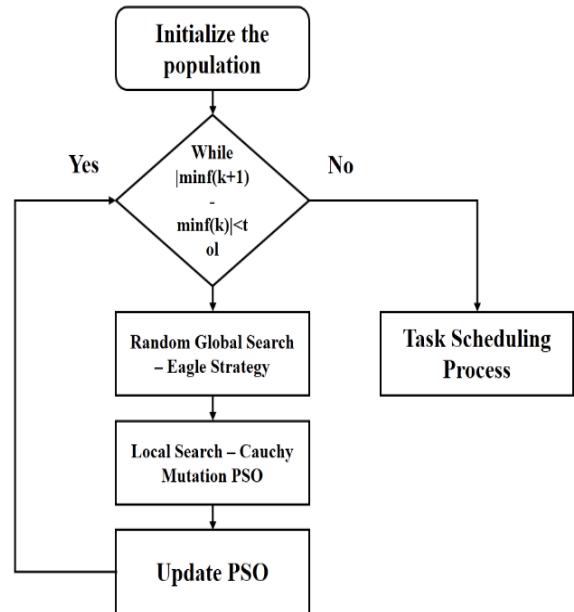 Initialize the
population
Yes
No
While
|minf(k+1)
-
minf(k)|<t
ol
Random Global Search
– Eagle Strategy
Task Scheduling
Process
Local Search – Cauchy
Mutation PSO
Update PSO